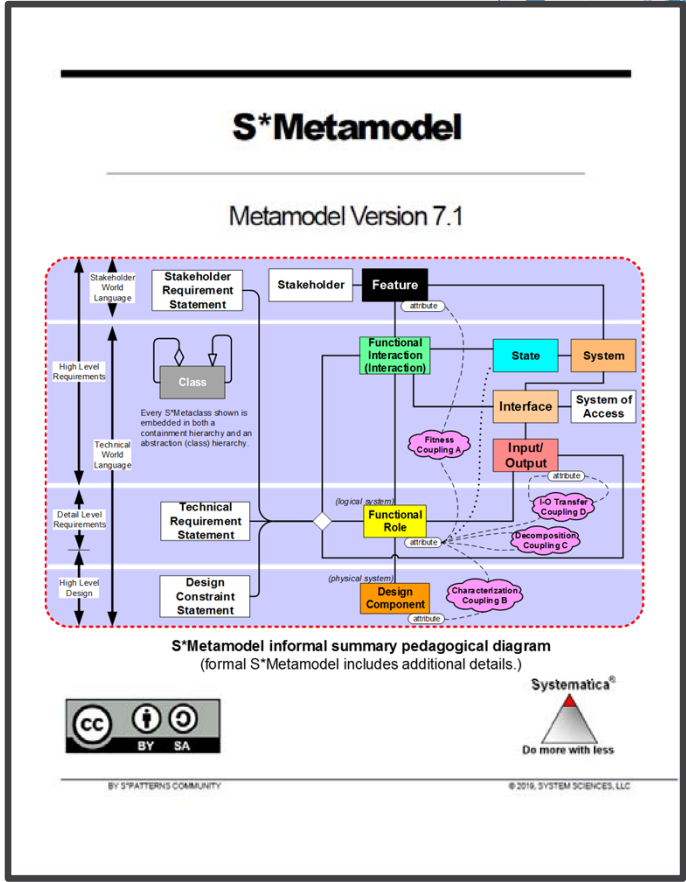 S*Metamodel
Metamodel Version 7.1
Stakeholder
World
Language
High Level
Requirements
Technical
World
Language
Detail Level
Requirements
High Level
Design
Stakeholder
Requirement
Statement
Stakeholder
Feature
attribute
Class
Every S*Metaclass shown is
embedded in both a
containment hierarchy and an
abstraction (class) hierarchy.
Functional
Interaction
(Interaction)
State
System
Interface
System of
Access
Fitness
Coupling A
Input/
Output
attribute
I-O Transfer
Coupling D
Technical
Requirement
Statement
(logical system)
Functional
Role
attribute
Decomposition
Coupling C
Design
Constraint
Statement
(physical system)
Design
Component
attribute
Characterization
Coupling B
S*Metamodel informal summary pedagogical diagram
(formal S*Metamodel includes additional details.)
cc
BY SA
Systematica®
Do more with less
BY S*PATTERNS COMMUNITY
© 2019, SYSTEM SCIENCES, LLC